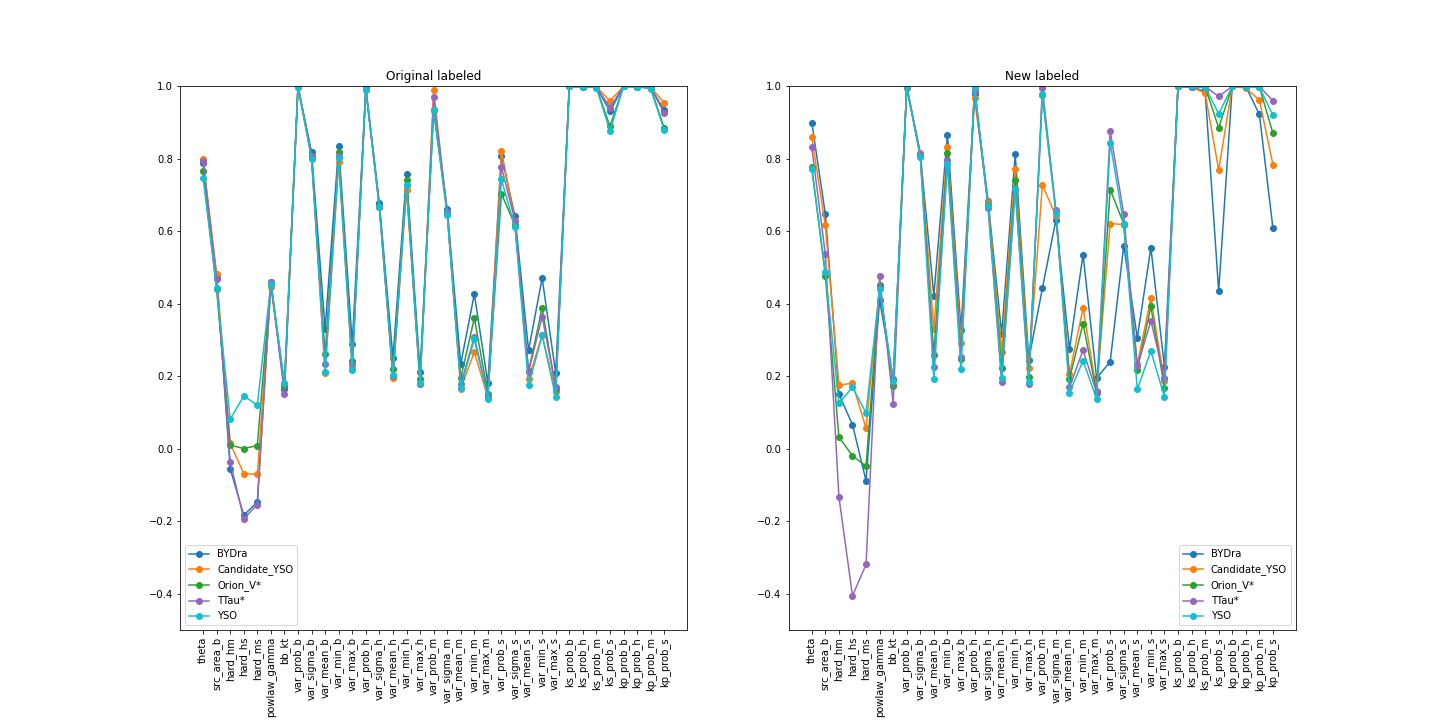 Original labeled
1.0
0.8
0.6
0.4
0.2
0.0
−0.2
−0.4
BYDra
Candidate_YSO
Orion_V*
TTau*
YSO
theta
src_area_b
hard_hm
hard_hs
hard_ms
powlaw_gamma
bb_kt
var_prob_b
var_sigma_b
var_mean_b
var_min_b
var_max_b
var_prob_h
var_sigma_h
var_mean_h
var_min_h
var_max_h
var_prob_m
var_sigma_m
var_mean_m
var_min_m
var_max_m
var_prob_s
var_sigma_s
var_mean_s
var_min_s
var_max_s
ks_prob_b
ks_prob_h
ks_prob_m
ks_prob_s
kp_prob_b
kp_prob_h
kp_prob_m
kp_prob_s
New labeled
1.0
0.8
0.6
0.4
0.2
0.0
−0.2
−0.4
BYDra
Candidate_YSO
Orion_V*
TTau*
YSO
theta
src_area_b
hard_hm
hard_hs
hard_ms
powlaw_gamma
bb_kt
var_prob_b
var_sigma_b
var_mean_b
var_min_b
var_max_b
var_prob_h
var_sigma_h
var_mean_h
var_min_h
var_max_h
var_prob_m
var_sigma_m
var_mean_m
var_min_m
var_max_m
var_prob_s
var_sigma_s
var_mean_s
var_min_s
var_max_s
ks_prob_b
ks_prob_h
ks_prob_m
ks_prob_s
kp_prob_b
kp_prob_h
kp_prob_m
kp_prob_s